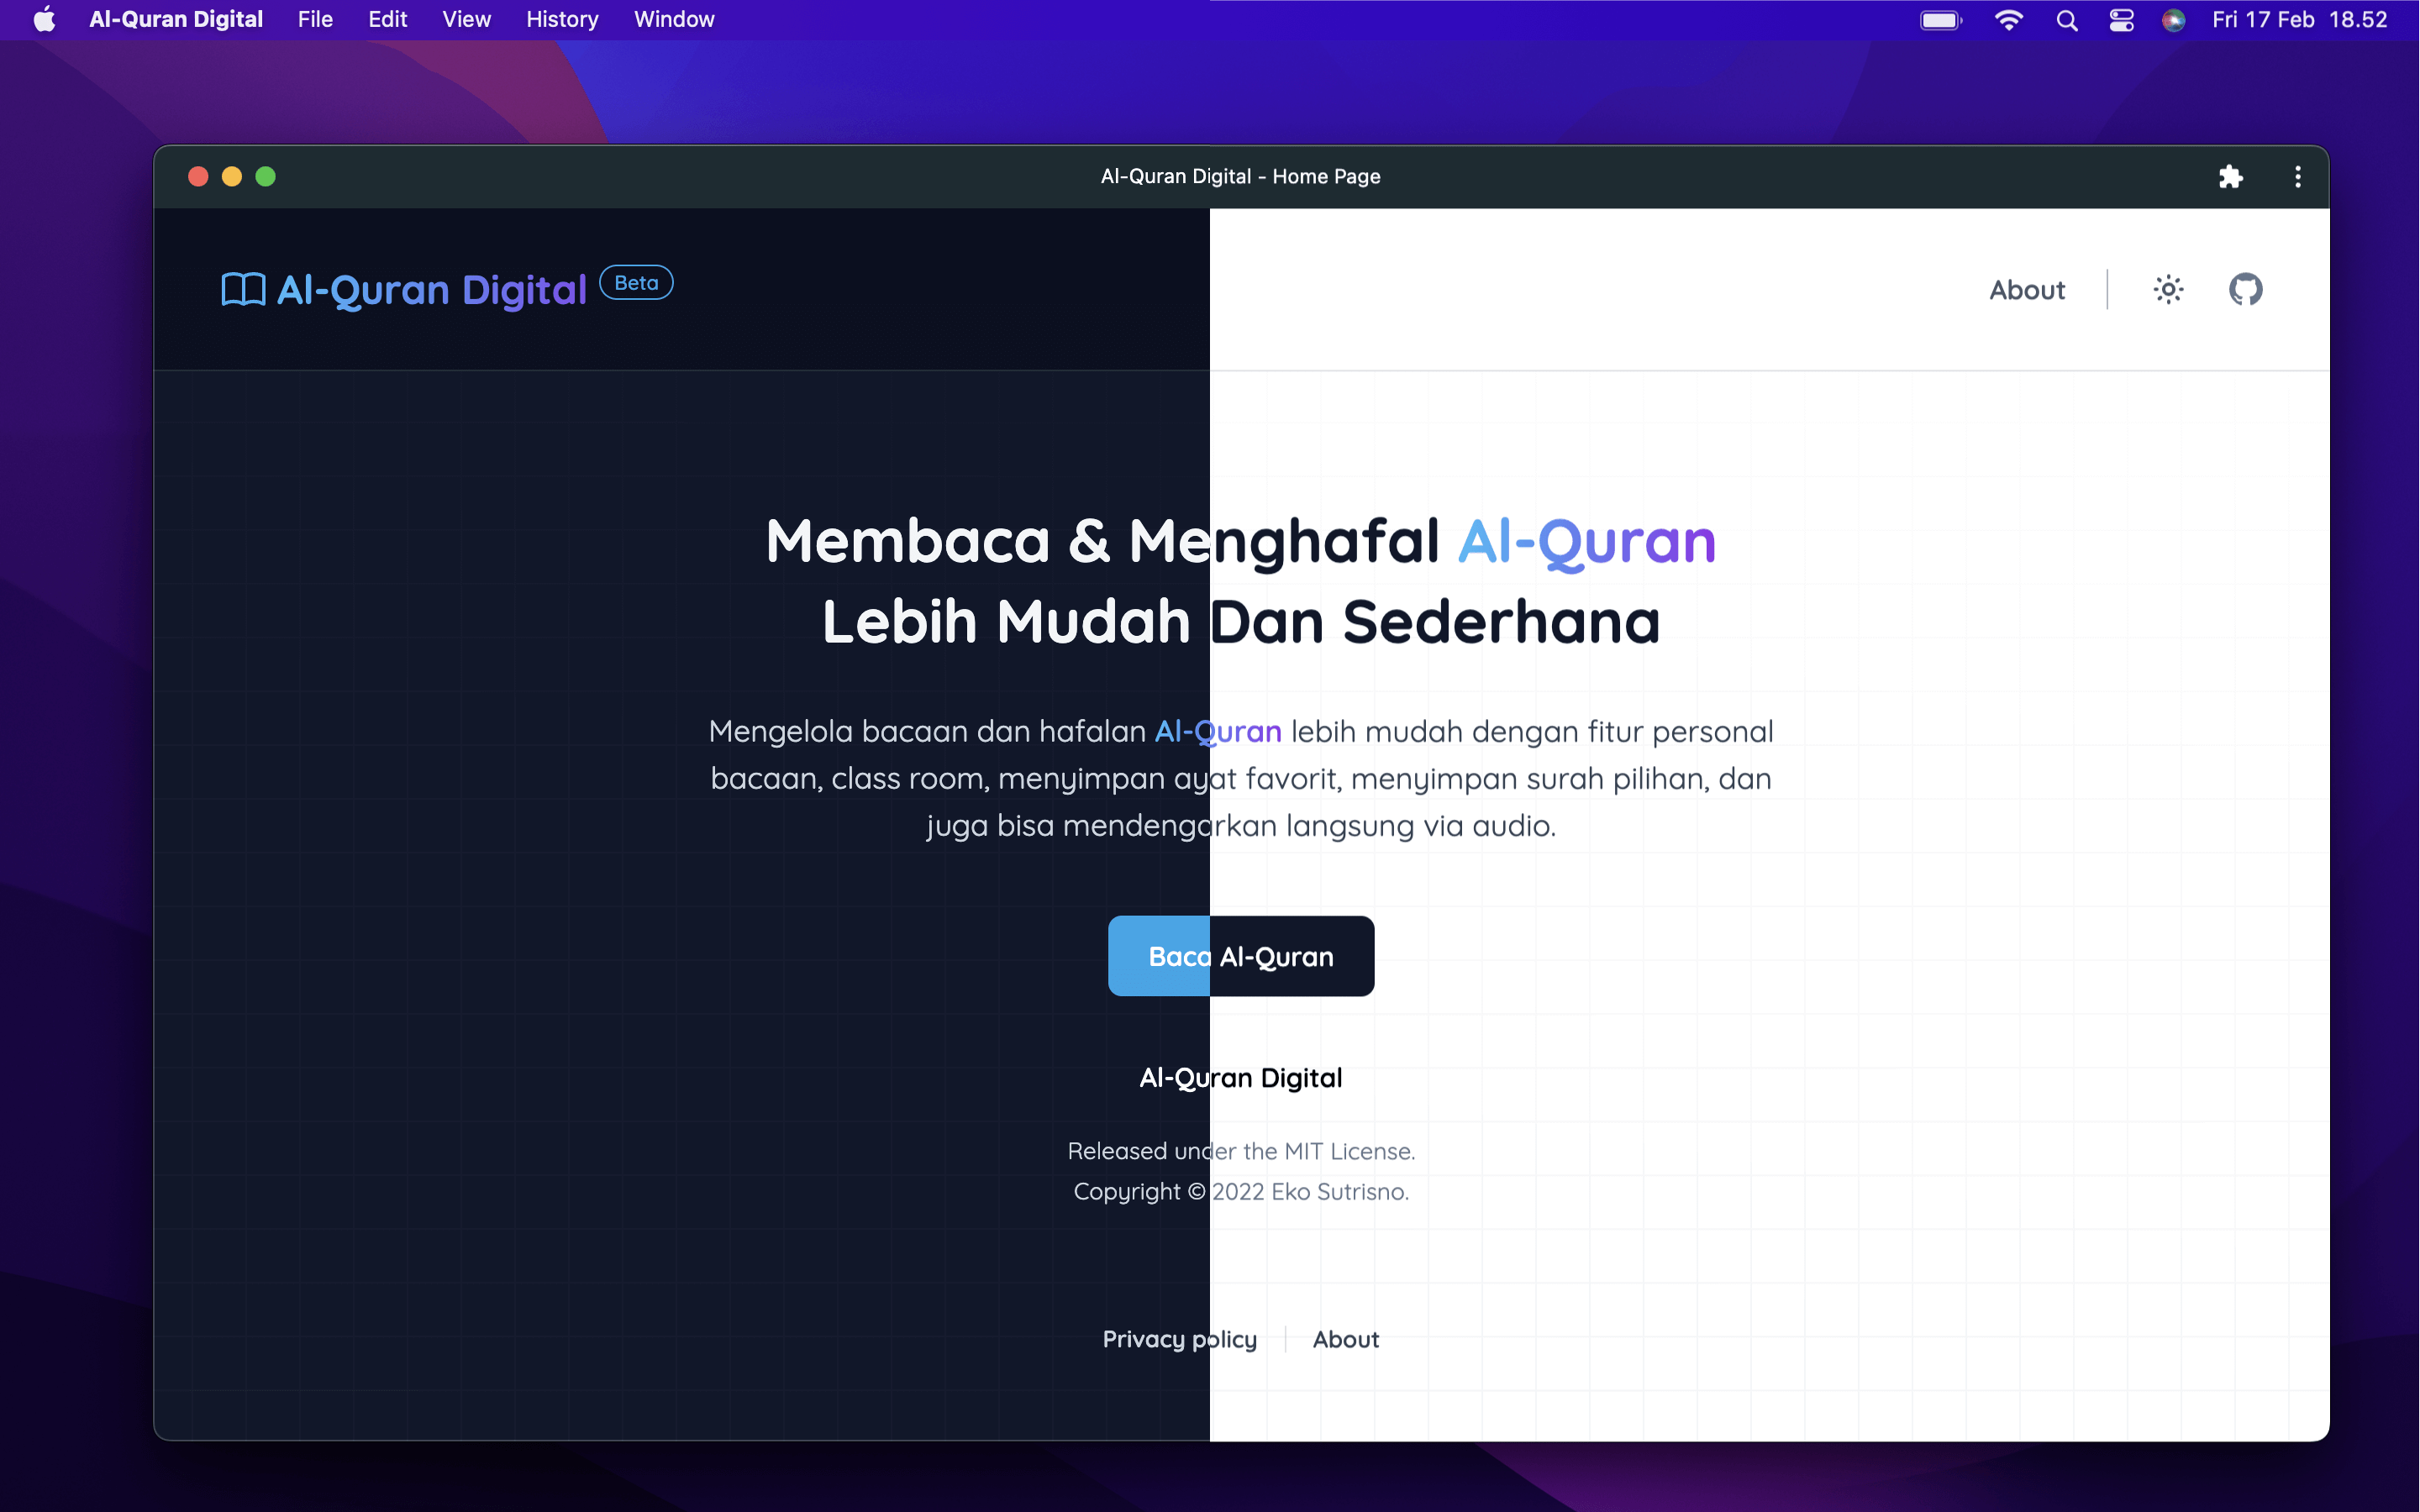 Al-Quran Digital File Edit View History Window Fri 17 Feb 18.52
Al-Quran Digital - Home Page
Al-Quran Digital Beta About
Membaca & Menghafal Al-Quran
Lebih Mudah Dan Sederhana
Mengelola bacaan dan hafalan Al-Quran lebih mudah dengan fitur personal
bacaan, class room, menyimpan ayat favorit, menyimpan surah pilihan, dan
juga bisa mendengarkan langsung via audio.
Baca Al-Quran
Al-Quran Digital
Released under the MIT License.
Copyright © 2022 Eko Sutrisno.
Privacy policy About